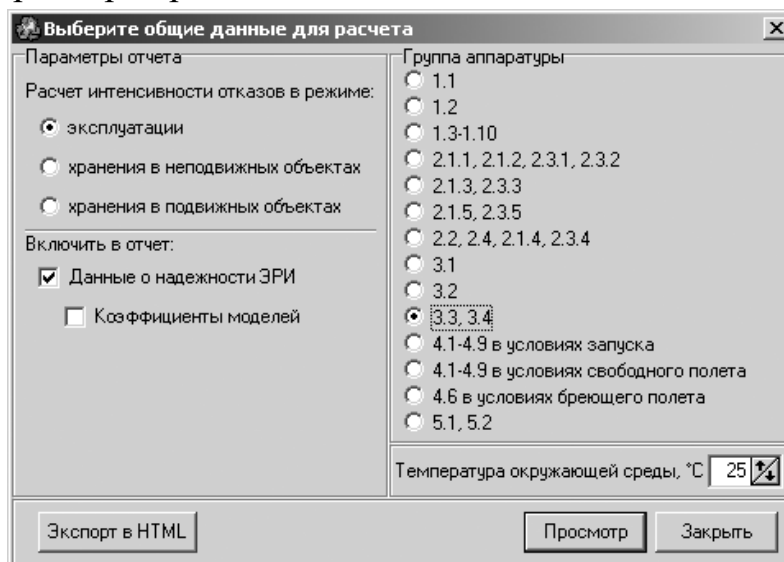 Выберите общие данные для расчета
Параметры отчета
Расчет интенсивности отказов в режиме:
эксплуатации
хранения в неподвижных объектах
хранения в подвижных объектах
Включить в отчет:
Данные о надежности ЭРИ
Коэффициенты моделей
Группа аппаратуры
1.1
1.2
1.3-1.10
2.1.1, 2.1.2, 2.3.1, 2.3.2
2.1.3, 2.3.3
2.1.5, 2.3.5
2.2, 2.4, 2.1.4, 2.3.4
3.1
3.2
3.3, 3.4
4.1-4.9 в условиях запуска
4.1-4.9 в условиях свободного полета
4.6 в условиях бреющего полета
5.1, 5.2
Температура окружающей среды, °C 25
Экспорт в HTML
Просмотр
Закрыть